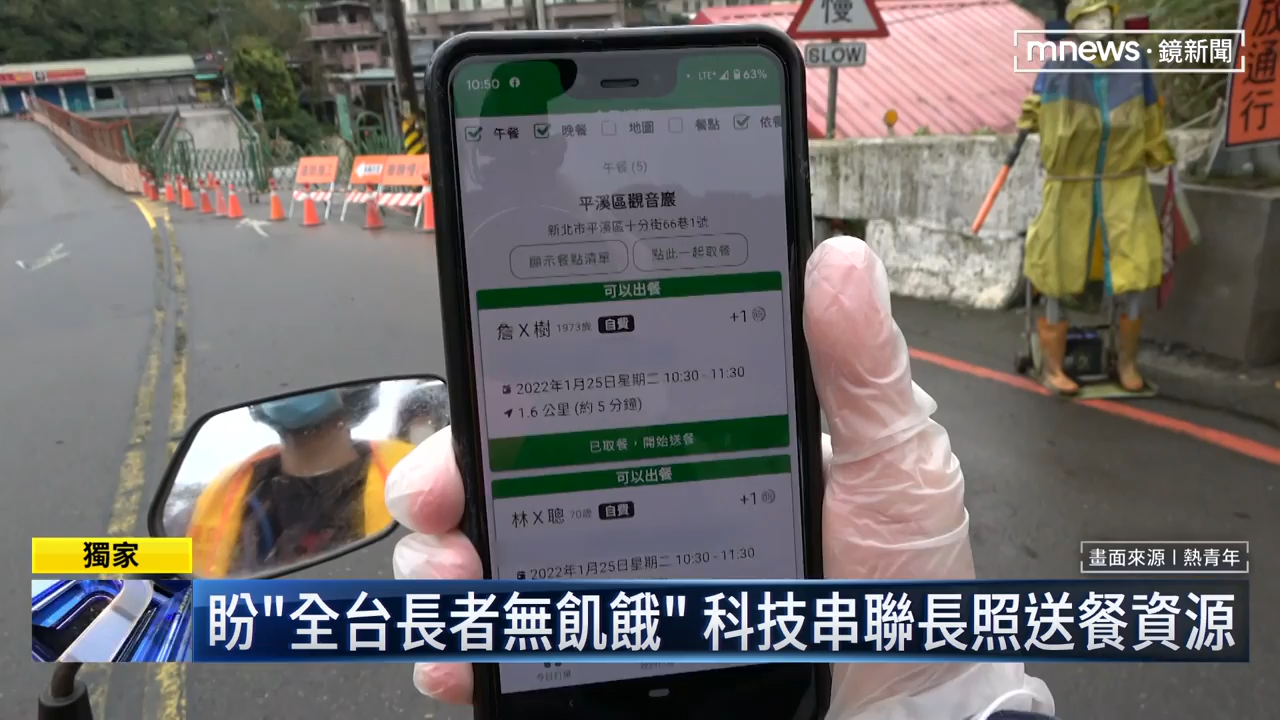 慢
SLOW
mnews·鏡新聞
放通行
10:50
LTE+
63%
午餐
晚餐
地圖
餐點
依餐
午餐 (5)
平溪區觀音巖
新北市平溪區十分街66巷1號
顯示餐點清單
點此一起取餐
可以出餐
詹X樹 1973歲 自費 +1
2022年1月25日星期二 10:30 - 11:30
1.6 公里 (約 5 分鐘)
已取餐，開始送餐
可以出餐
林X聰 70歲 自費 +1
2022年1月25日星期二 10:30 - 11:30
獨家
畫面來源 | 熱青年
盼"全台長者無飢餓" 科技串聯長照送餐資源